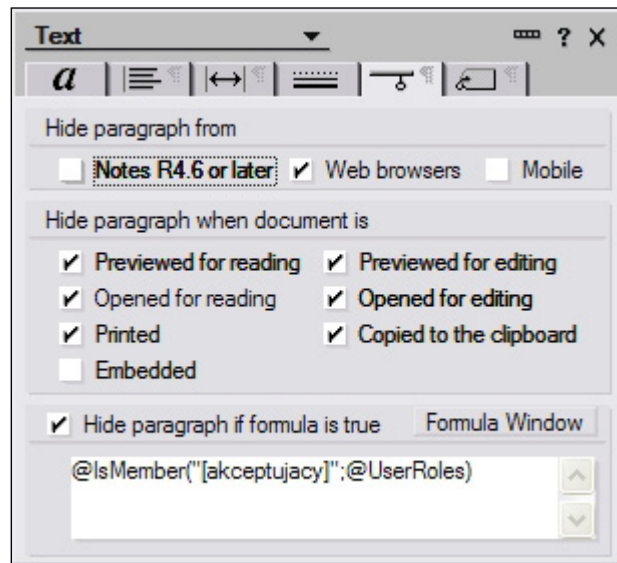 Text ? X
a
Hide paragraph from
Notes R4.6 or later Web browsers Mobile
Hide paragraph when document is
Previewed for reading Previewed for editing
Opened for reading Opened for editing
Printed Copied to the clipboard
Embedded
Hide paragraph if formula is true Formula Window
@IsMember("[akceptujacy]";@UserRoles)